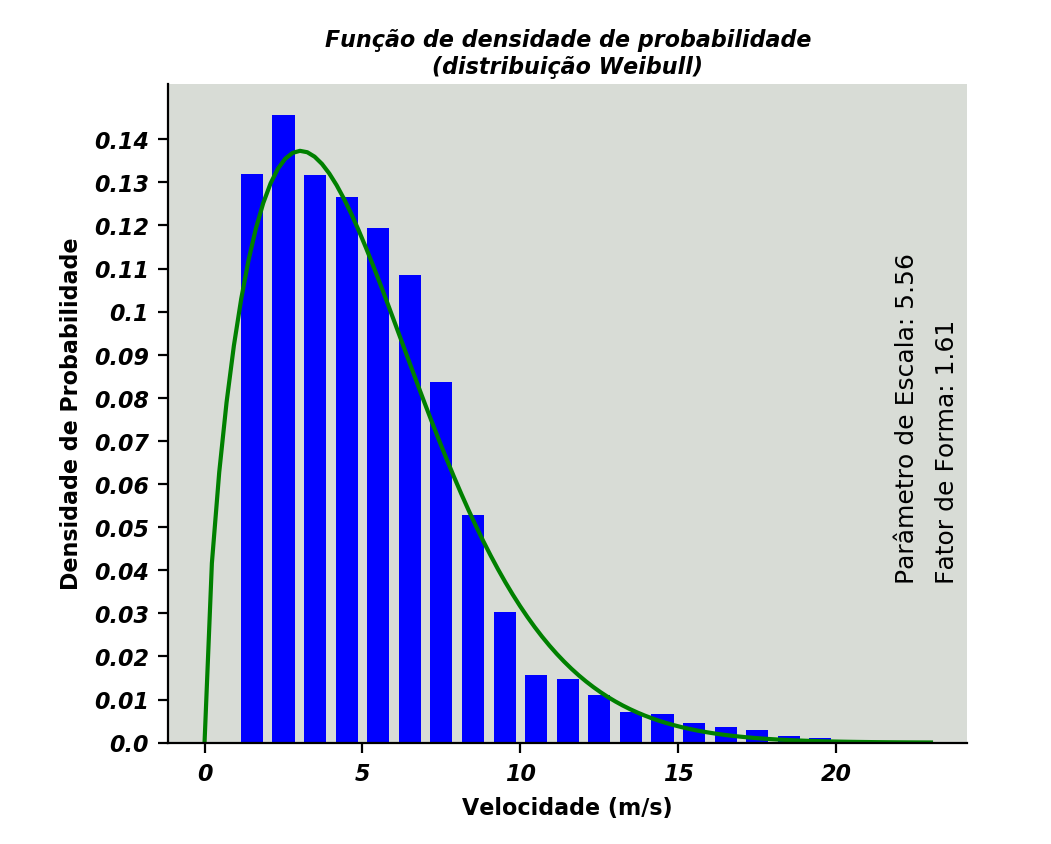 Função de densidade de probabilidade
(distribuição Weibull)
Densidade de Probabilidade
0.14
0.13
0.12
0.11
0.1
0.09
0.08
0.07
0.06
0.05
0.04
0.03
0.02
0.01
0.0
Parâmetro de Escala: 5.56
Fator de Forma: 1.61
0 5 10 15 20
Velocidade (m/s)